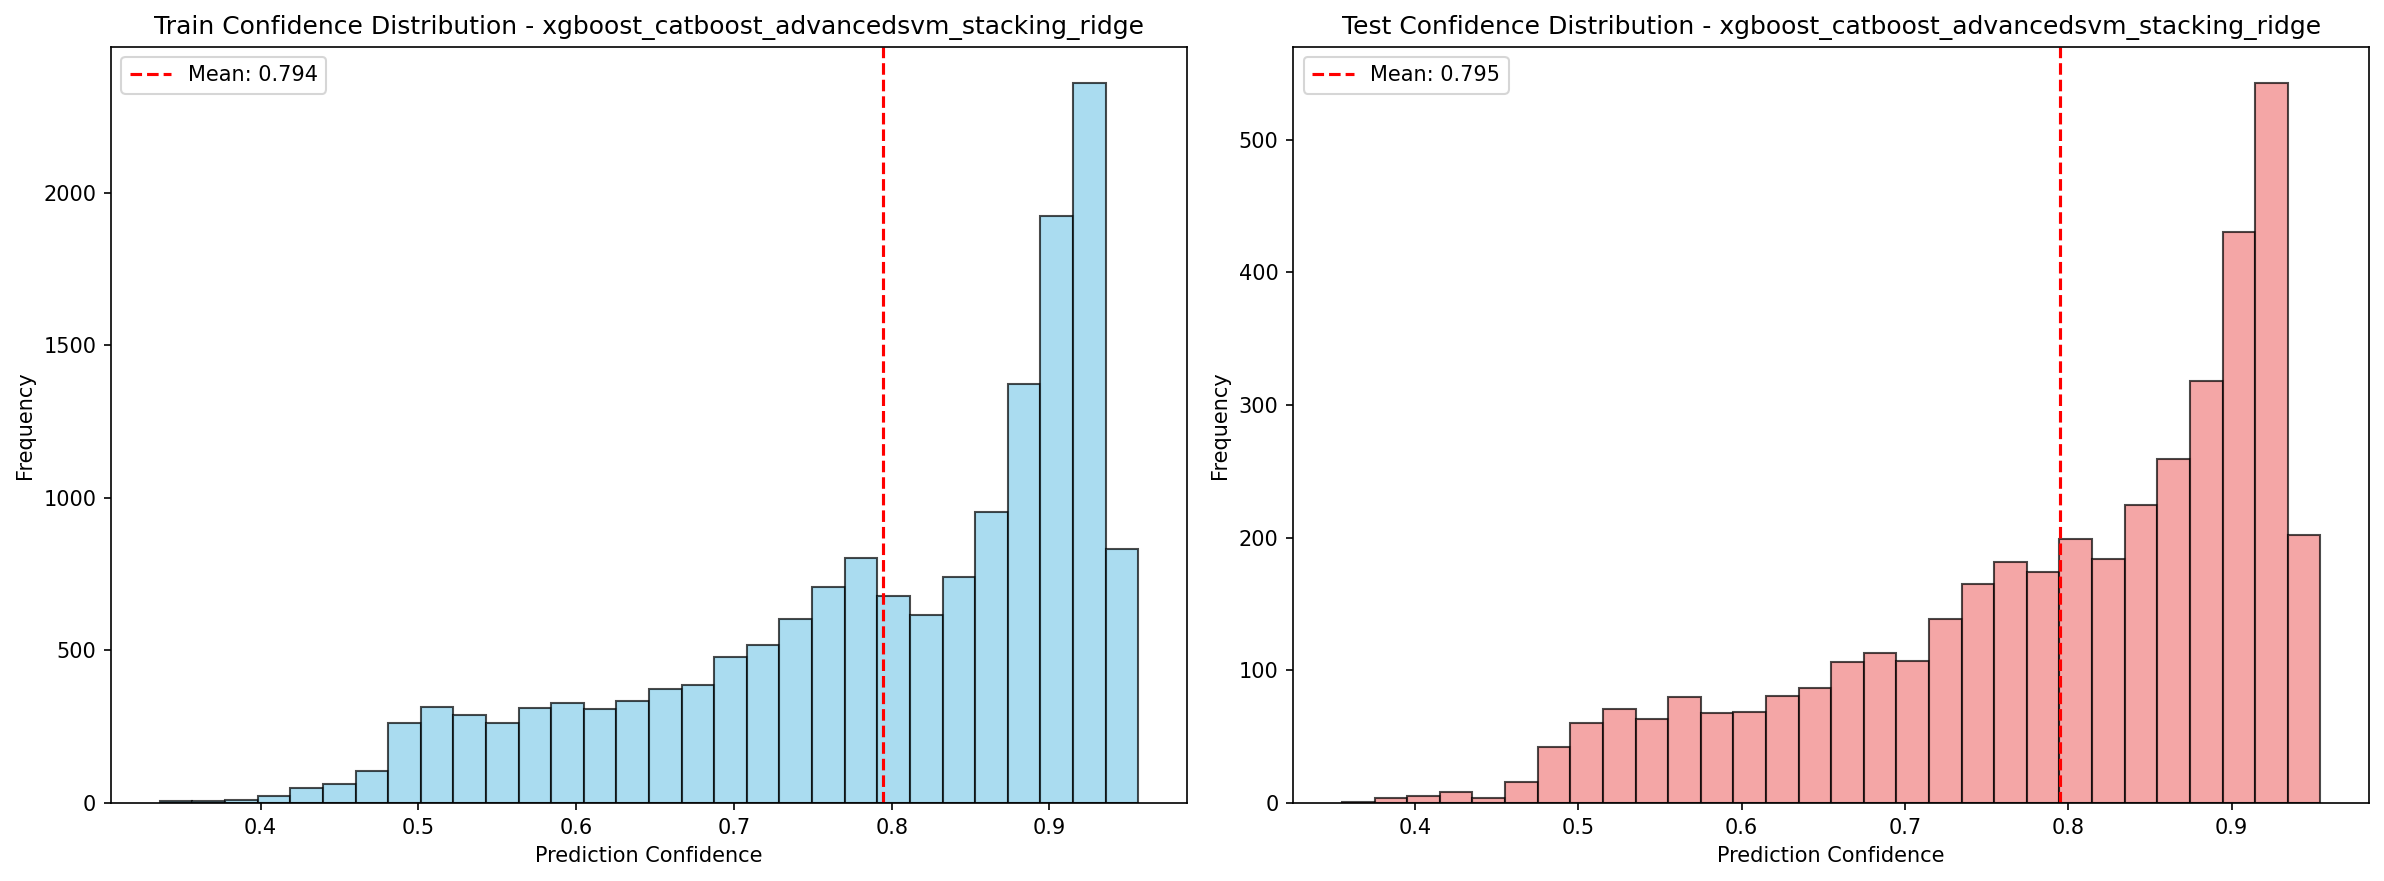 Train Confidence Distribution - xgboost_catboost_advancedsvm_stacking_ridge
Mean: 0.794
Frequency
2000
1500
1000
500
0
0.4 0.5 0.6 0.7 0.8 0.9
Prediction Confidence
Test Confidence Distribution - xgboost_catboost_advancedsvm_stacking_ridge
Mean: 0.795
Frequency
500
400
300
200
100
0
0.4 0.5 0.6 0.7 0.8 0.9
Prediction Confidence